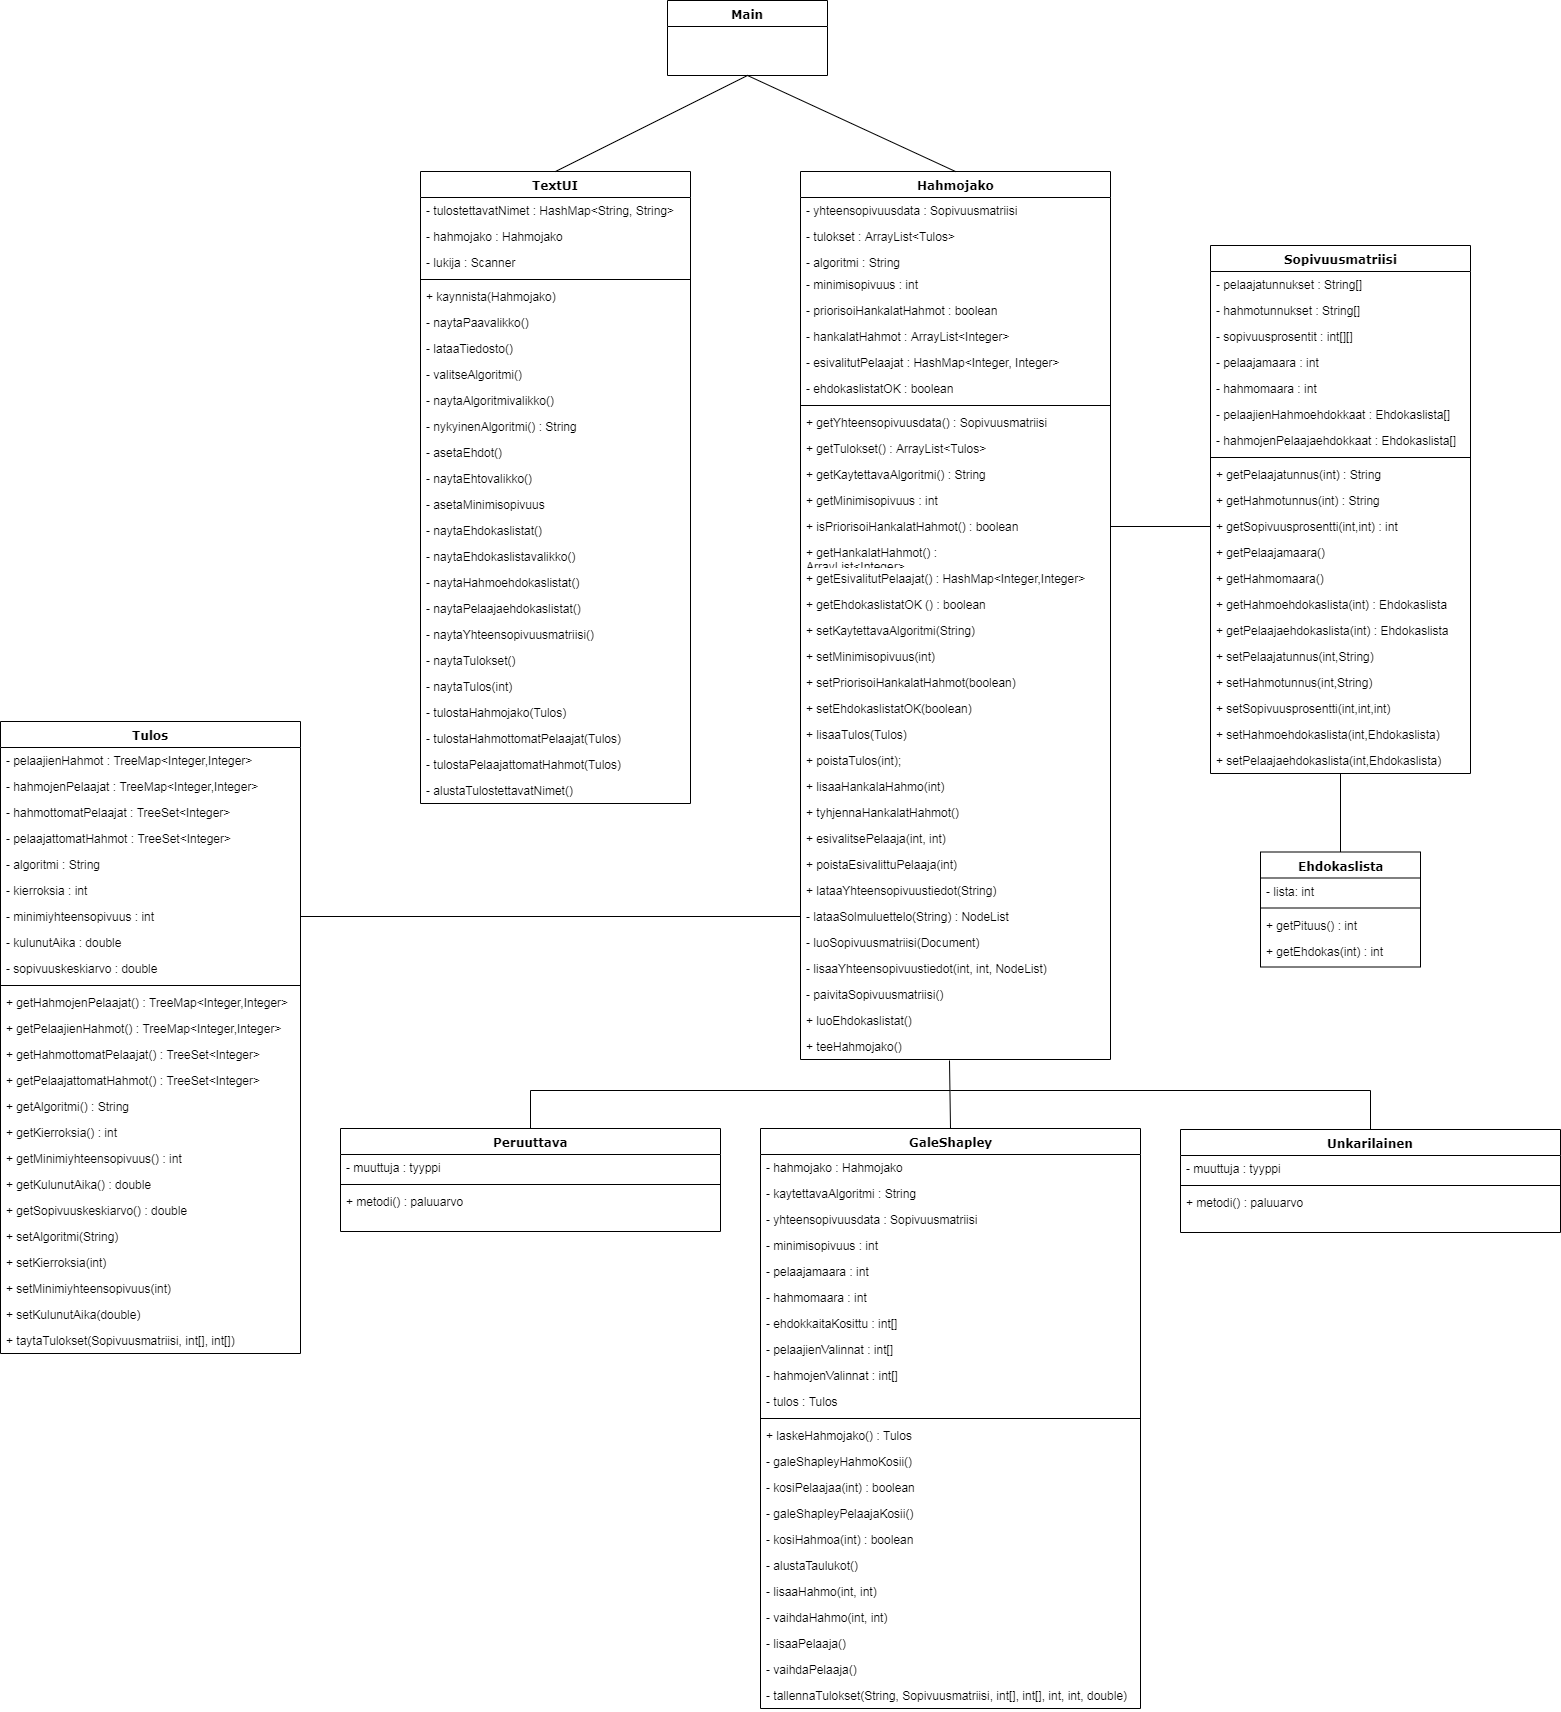 Main
TextUI
- tulostettavatNimet : HashMap<String, String>
- hahmojako : Hahmojako
- lukija : Scanner
+ kaynnista(Hahmojako)
- naytaPaavalikko()
- lataaTiedosto()
- valitseAlgoritmi()
- naytaAlgoritmivalikko()
- nykyinenAlgoritmi() : String
- asetaEhdot()
- naytaEhtovalikko()
- asetaMinimisopivuus
- naytaEhdokaslistat()
- naytaEhdokaslistavalikko()
- naytaHahmoehdokaslistat()
- naytaPelaajaehdokaslistat()
- naytaYhteensopivuusmatriisi()
- naytaTulokset()
- naytaTulos(int)
- tulostaHahmojako(Tulos)
- tulostaHahmottomatPelaajat(Tulos)
- tulostaPelaajattomatHahmot(Tulos)
- alustaTulostettavatNimet()
Hahmojako
- yhteensopivuusdata : Sopivuusmatriisi
- tulokset : ArrayList<Tulos>
- algoritmi : String
- minimisopivuus : int
- priorisoiHankalatHahmot : boolean
- hankalatHahmot : ArrayList<Integer>
- esivalitutPelaajat : HashMap<Integer, Integer>
- ehdokaslistatOK : boolean
+ getYhteensopivuusdata() : Sopivuusmatriisi
+ getTulokset() : ArrayList<Tulos>
+ getKaytettavaAlgoritmi() : String
+ getMinimisopivuus : int
+ isPriorisoiHankalatHahmot() : boolean
+ getHankalatHahmot() :
ArrayList<Integer>
+ getEsivalitutPelaajat() : HashMap<Integer,Integer>
+ getEhdokaslistatOK () : boolean
+ setKaytettavaAlgoritmi(String)
+ setMinimisopivuus(int)
+ setPriorisoiHankalatHahmot(boolean)
+ setEhdokaslistatOK(boolean)
+ lisaaTulos(Tulos)
+ poistaTulos(int);
+ lisaaHankalaHahmo(int)
+ tyhjennaHankalatHahmot()
+ esivalitsePelaaja(int, int)
+ poistaEsivalittuPelaaja(int)
+ lataaYhteensopivuustiedot(String)
- lataaSolmuluettelo(String) : NodeList
- luoSopivuusmatriisi(Document)
- lisaaYhteensopivuustiedot(int, int, NodeList)
- paivitaSopivuusmatriisi()
+ luoEhdokaslistat()
+ teeHahmojako()
Sopivuusmatriisi
- pelaajatunnukset : String[]
- hahmotunnukset : String[]
- sopivuusprosentit : int[][]
- pelaajamaara : int
- hahmomaara : int
- pelaajienHahmoehdokkaat : Ehdokaslista[]
- hahmojenPelaajaehdokkaat : Ehdokaslista[]
+ getPelaajatunnus(int) : String
+ getHahmotunnus(int) : String
+ getSopivuusprosentti(int,int) : int
+ getPelaajamaara()
+ getHahmomaara()
+ getHahmoehdokaslista(int) : Ehdokaslista
+ getPelaajaehdokaslista(int) : Ehdokaslista
+ setPelaajatunnus(int,String)
+ setHahmotunnus(int,String)
+ setSopivuusprosentti(int,int,int)
+ setHahmoehdokaslista(int,Ehdokaslista)
+ setPelaajaehdokaslista(int,Ehdokaslista)
Ehdokaslista
- lista: int
+ getPituus() : int
+ getEhdokas(int) : int
Tulos
- pelaajienHahmot : TreeMap<Integer,Integer>
- hahmojenPelaajat : TreeMap<Integer,Integer>
- hahmottomatPelaajat : TreeSet<Integer>
- pelaajattomatHahmot : TreeSet<Integer>
- algoritmi : String
- kierroksia : int
- minimiyhteensopivuus : int
- kulunutAika : double
- sopivuuskeskiarvo : double
+ getHahmojenPelaajat() : TreeMap<Integer,Integer>
+ getPelaajienHahmot() : TreeMap<Integer,Integer>
+ getHahmottomatPelaajat() : TreeSet<Integer>
+ getPelaajattomatHahmot() : TreeSet<Integer>
+ getAlgoritmi() : String
+ getKierroksia() : int
+ getMinimiyhteensopivuus() : int
+ getKulunutAika() : double
+ getSopivuuskeskiarvo() : double
+ setAlgoritmi(String)
+ setKierroksia(int)
+ setMinimiyhteensopivuus(int)
+ setKulunutAika(double)
+ taytaTulokset(Sopivuusmatriisi, int[], int[])
Peruuttava
- muuttuja : tyyppi
+ metodi() : paluuarvo
GaleShapley
- hahmojako : Hahmojako
- kaytettavaAlgoritmi : String
- yhteensopivuusdata : Sopivuusmatriisi
- minimisopivuus : int
- pelaajamaara : int
- hahmomaara : int
- ehdokkaitaKosittu : int[]
- pelaajienValinnat : int[]
- hahmojenValinnat : int[]
- tulos : Tulos
+ laskeHahmojako() : Tulos
- galeShapleyHahmoKosii()
- kosiPelaajaa(int) : boolean
- galeShapleyPelaajaKosii()
- kosiHahmoa(int) : boolean
- alustaTaulukot()
- lisaaHahmo(int, int)
- vaihdaHahmo(int, int)
- lisaaPelaaja()
- vaihdaPelaaja()
- tallennaTulokset(String, Sopivuusmatriisi, int[], int[], int, int, double)
Unkarilainen
- muuttuja : tyyppi
+ metodi() : paluuarvo